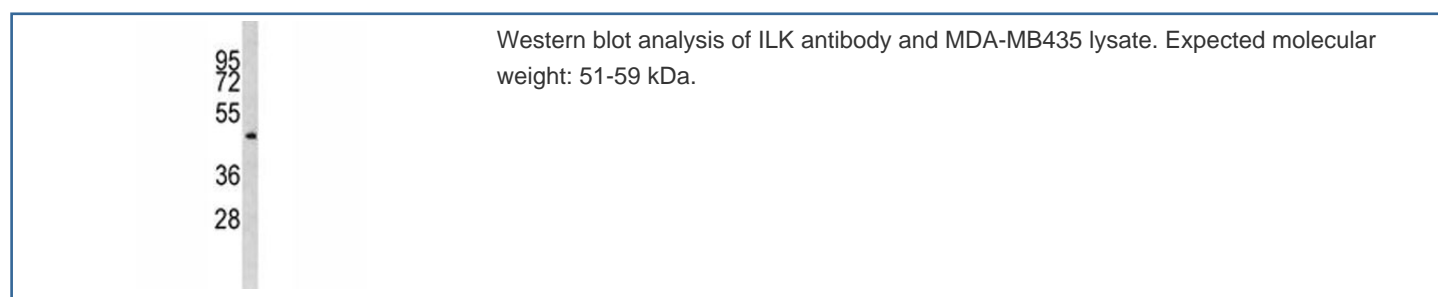 95
72
55
36
28
Western blot analysis of ILK antibody and MDA-MB435 lysate. Expected molecular
weight: 51-59 kDa.